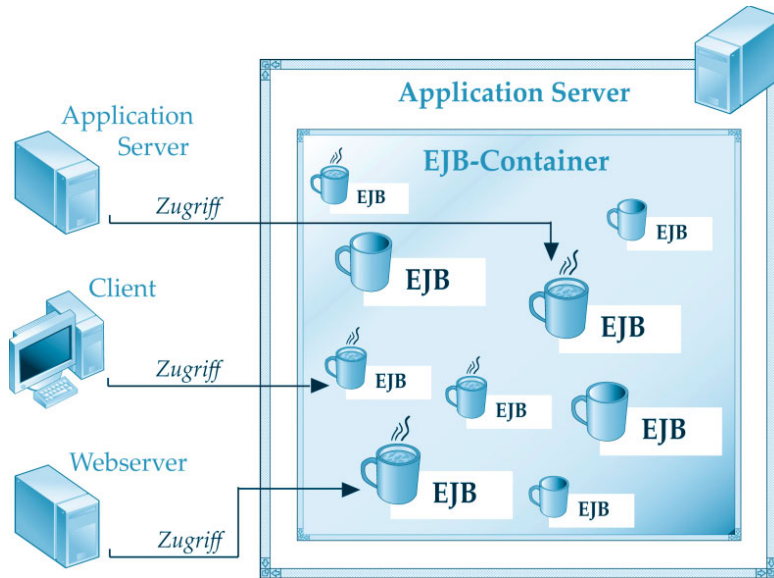 Application Server
EJB-Container
Application
Server
Zugriff
Client
Zugriff
Webserver
Zugriff
EJB
EJB
EJB
EJB
EJB
EJB
EJB
EJB
EJB